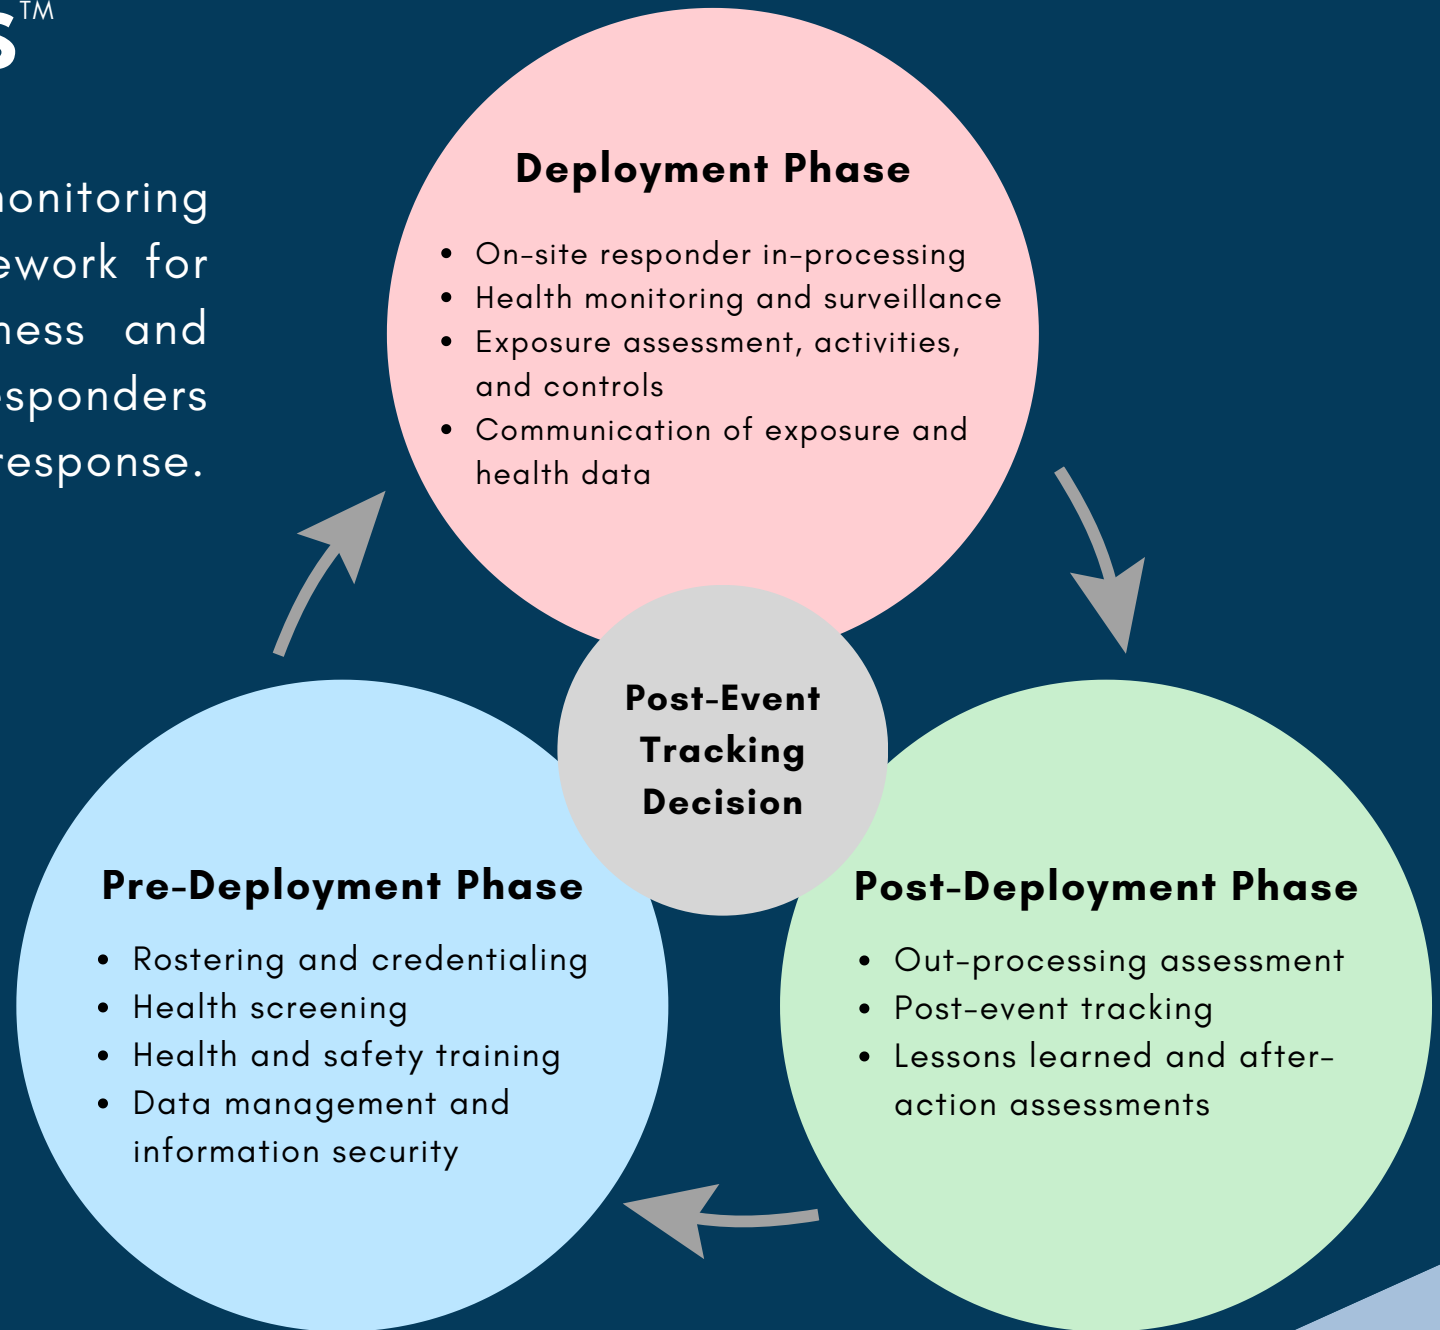 S™
onitoring
ework for
ness and
sponders
response.
Deployment Phase
• On-site responder in-processing
• Health monitoring and surveillance
• Exposure assessment, activities,
and controls
• Communication of exposure and
health data
Post-Event
Tracking
Decision
Pre-Deployment Phase
• Rostering and credentialing
• Health screening
• Health and safety training
• Data management and
information security
Post-Deployment Phase
• Out-processing assessment
• Post-event tracking
• Lessons learned and after-
action assessments